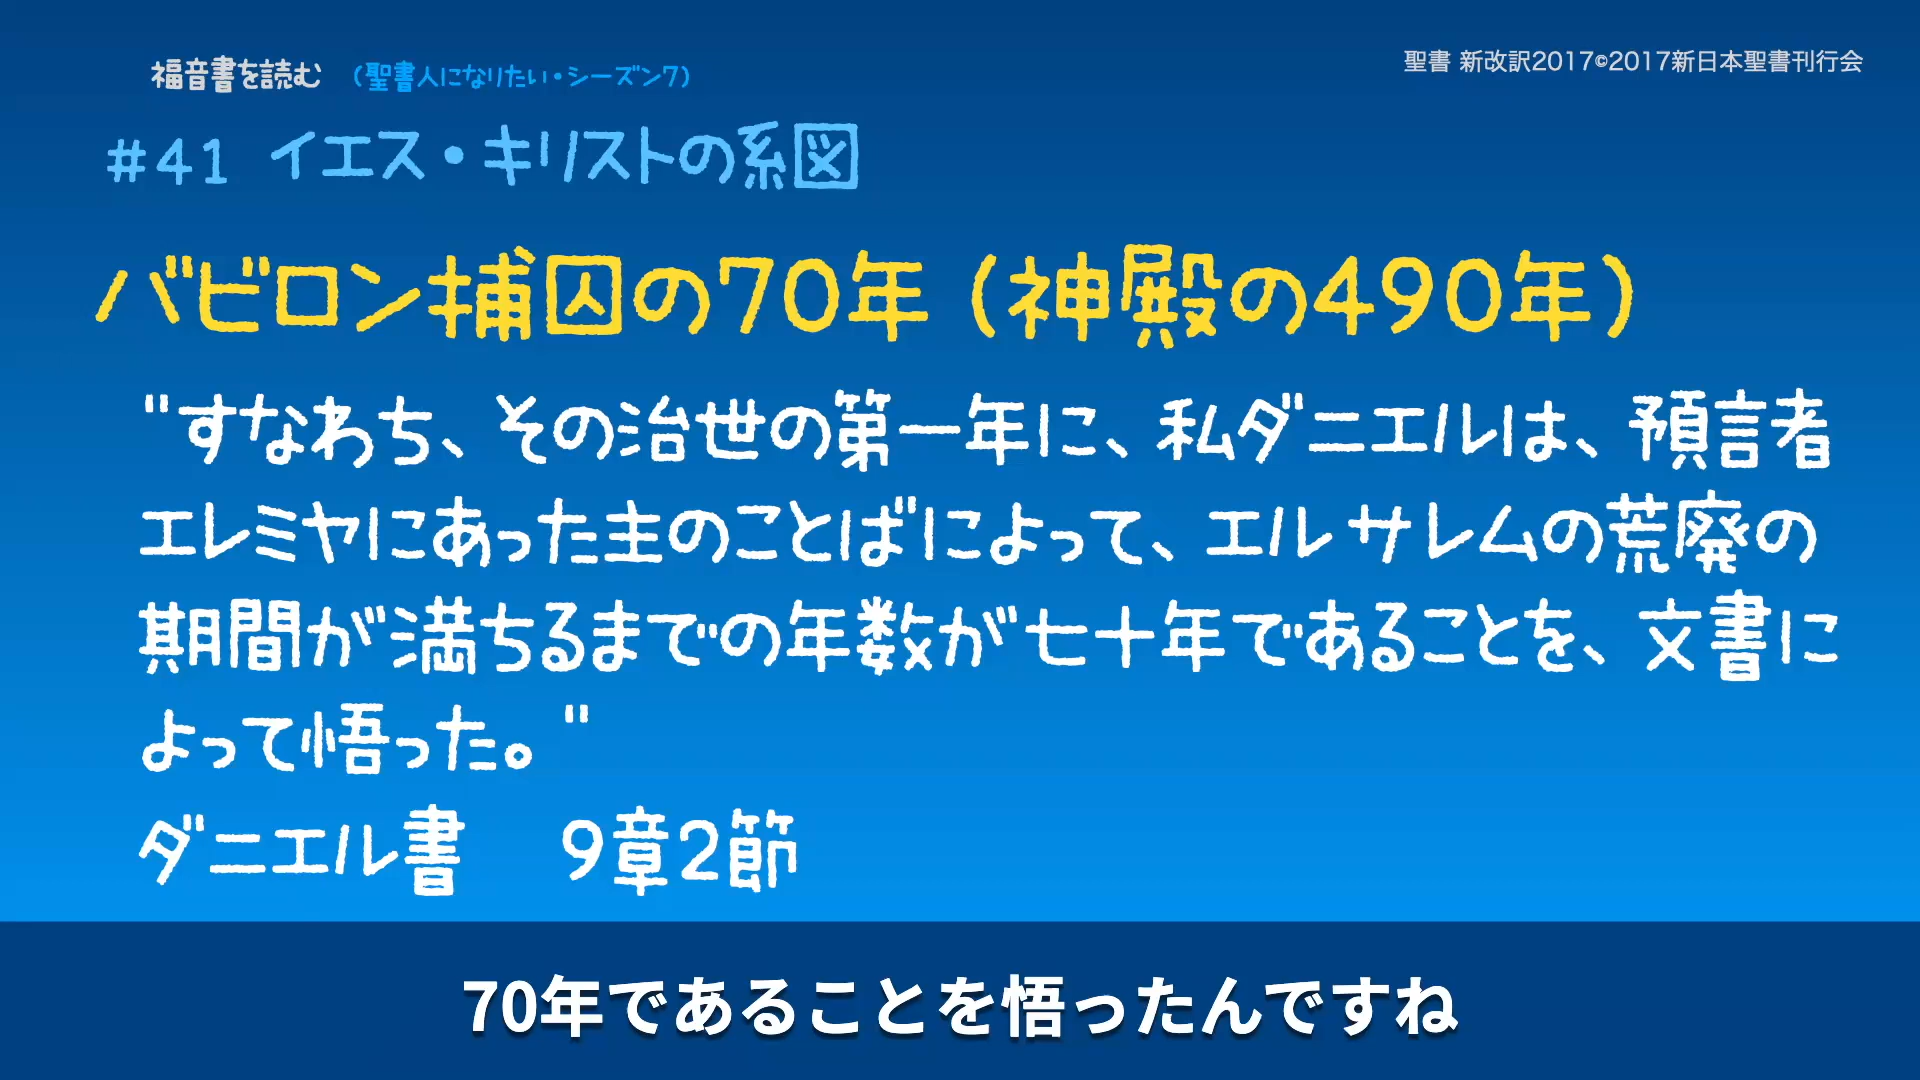 福音書を読む （聖書人になりたい・シーズン7）
聖書 新改訳2017©2017新日本聖書刊行会
#41 イエス・キリストの系図
バビロン捕囚の70年（神殿の490年）
"すなわち、その治世の第一年に、私ダニエルは、預言者
エレミヤにあった主のことばによって、エルサレムの荒廃の
期間が満ちるまでの年数が七十年であることを、文書に
よって悟った。"
ダニエル書 9章2節
70年であることを悟ったんですね